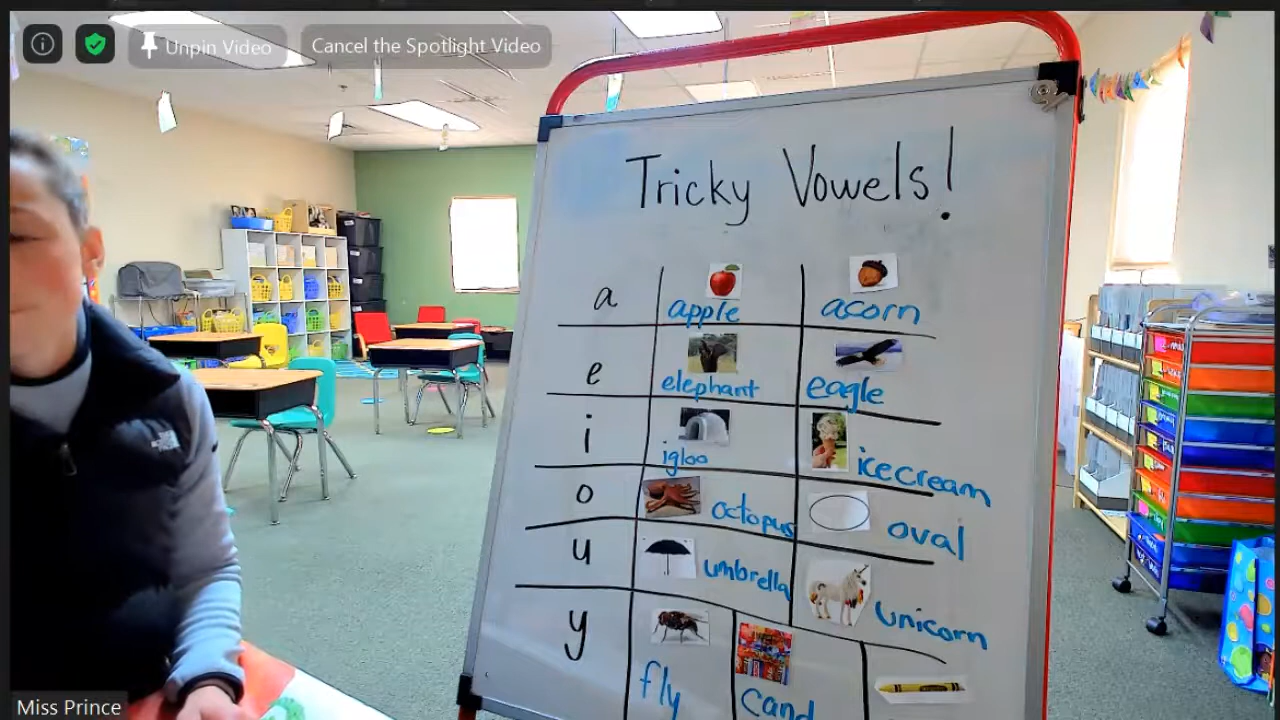 Unpin Video
Cancel the Spotlight Video
Tricky Vowels!
a apple acorn
e elephant eagle
i igloo icecream
o octopus oval
u umbrella unicorn
y fly cand
Miss Prince